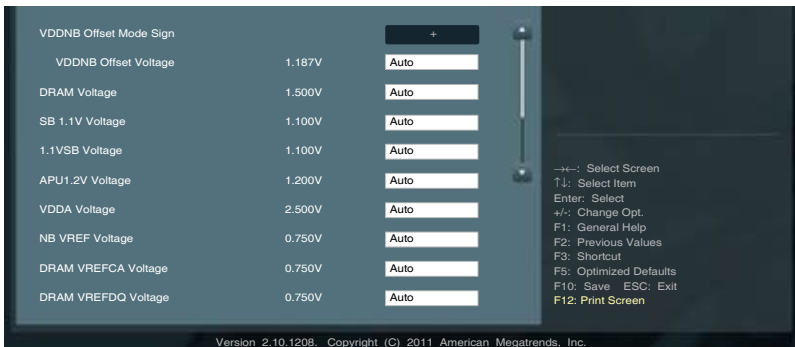 VDDNB Offset Mode Sign +
VDDNB Offset Voltage 1.187V Auto
DRAM Voltage 1.500V Auto
SB 1.1V Voltage 1.100V Auto
1.1VSB Voltage 1.100V Auto
APU1.2V Voltage 1.200V Auto
VDDA Voltage 2.500V Auto
NB VREF Voltage 0.750V Auto
DRAM VREFCA Voltage 0.750V Auto
DRAM VREFDQ Voltage 0.750V Auto
→←: Select Screen
↑↓: Select Item
Enter: Select
+/-: Change Opt.
F1: General Help
F2: Previous Values
F3: Shortcut
F5: Optimized Defaults
F10: Save ESC: Exit
F12: Print Screen
Version 2.10.1208. Copyright (C) 2011 American Megatrends, Inc.